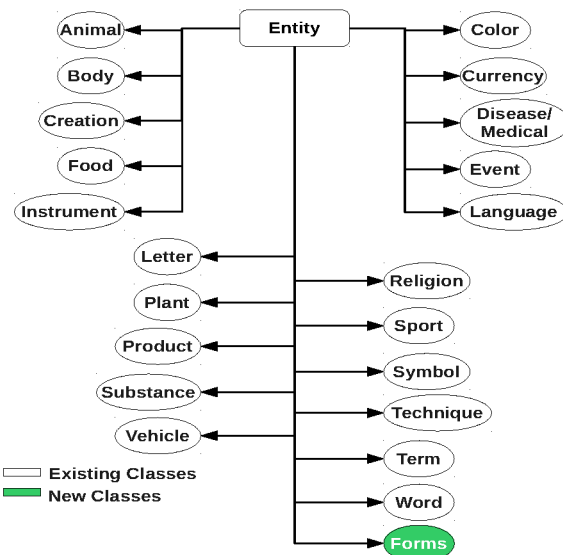 Entity
Animal
Body
Creation
Food
Instrument
Color
Currency
Disease/
Medical
Event
Language
Letter
Plant
Product
Substance
Vehicle
Religion
Sport
Symbol
Technique
Term
Word
Forms
Existing Classes
New Classes